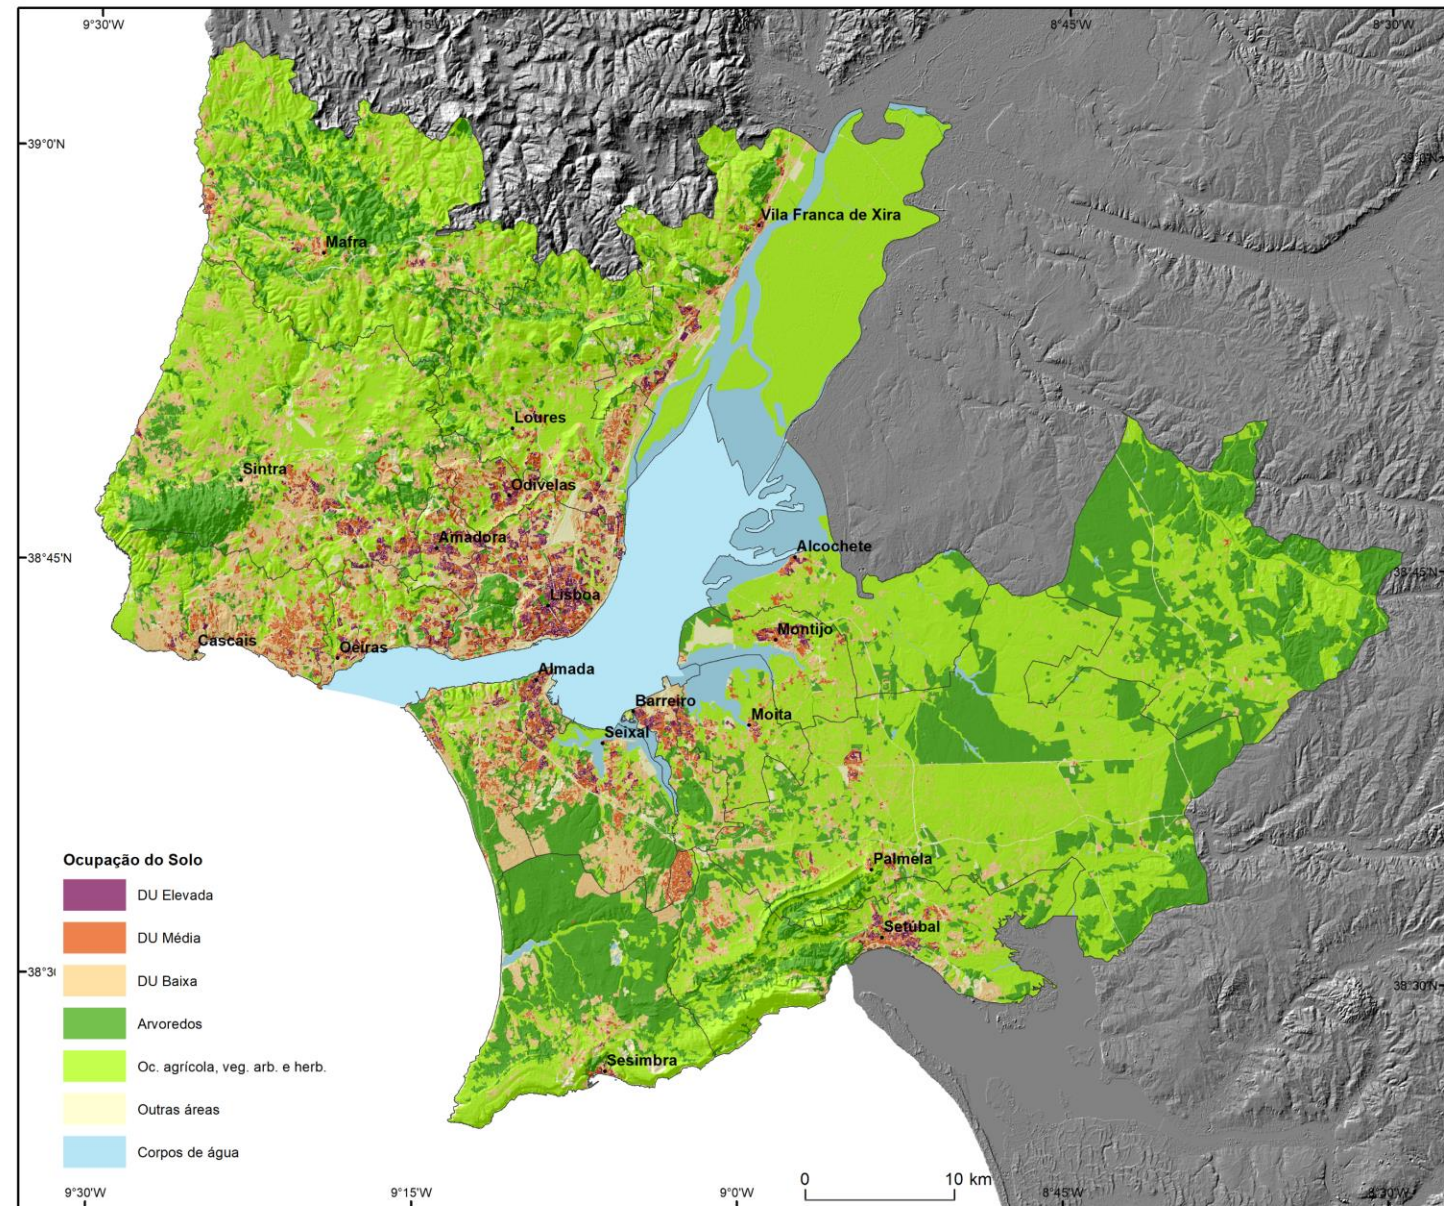 9°30'W
9°15'W
8°45'W
8°30'W
39°0'N
Vila Franca de Xira
Mafra
Loures
Sintra
Odivelas
Amadora
Alcochete
38°45'N
38°45'N
Lisboa
Montijo
Cascais
Oeiras
Almada
Barreiro
Moita
Seixal
Palmela
Setúbal
38°30'N
Sesimbra
Ocupação do Solo
DU Elevada
DU Média
DU Baixa
Arvoredos
Oc. agrícola, veg. arb. e herb.
Outras áreas
Corpos de água
0 10 km
9°30'W
9°15'W
9°0'W
8°45'W
8°30'W